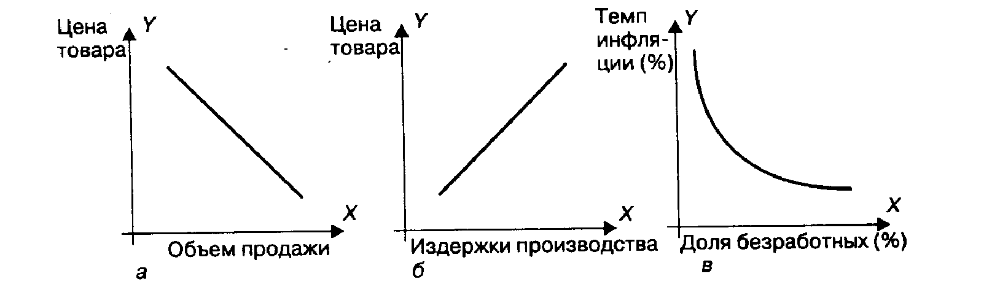 Цена
товара
Y
X
Объем продажи
а
Цена
товара
Y
X
Издержки производства
б
Темп
инфля-
ции (%)
Y
X
Доля безработных (%)
в